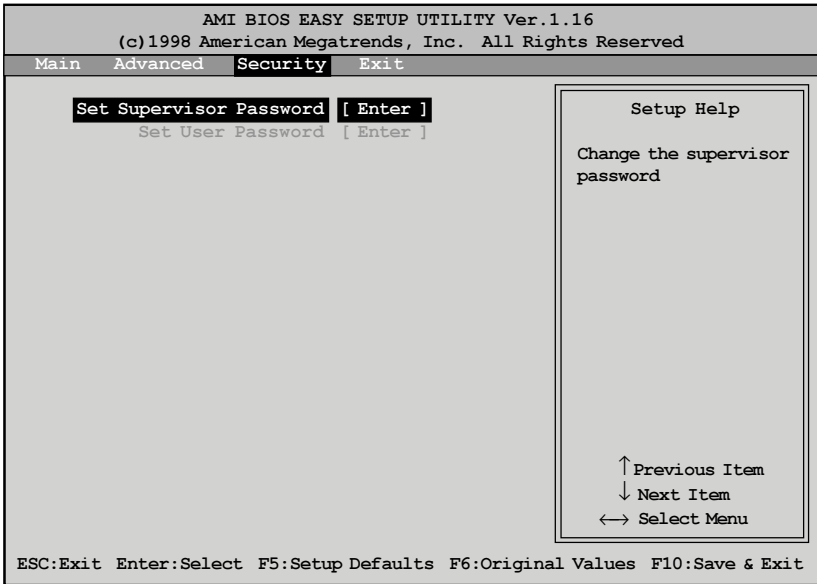 AMI BIOS EASY SETUP UTILITY Ver.1.16
(c)1998 American Megatrends, Inc. All Rights Reserved
Main Advanced Security Exit
Set Supervisor Password [ Enter ]
Set User Password [ Enter ]
Setup Help
Change the supervisor
password
↑ Previous Item
↓ Next Item
←→ Select Menu
ESC:Exit Enter:Select F5:Setup Defaults F6:Original Values F10:Save & Exit